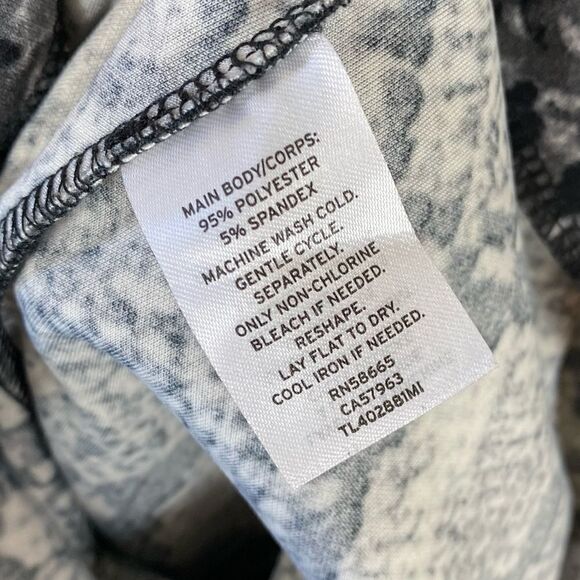 MAIN BODY/CORPS:
95% POLYESTER
5% SPANDEX
MACHINE WASH COLD.
GENTLE CYCLE.
SEPARATELY.
ONLY NON-CHLORINE
BLEACH IF NEEDED.
RESHAPE.
LAY FLAT TO DRY.
COOL IRON IF NEEDED.
RN58665
CA57963
TL402881MI